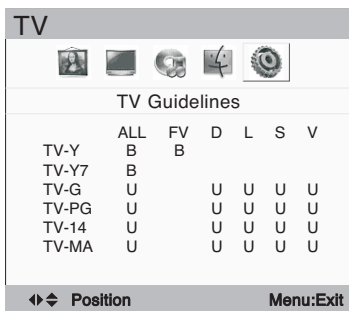 TV
TV Guidelines
ALL FV D L S V
TV-Y B B
TV-Y7 B
TV-G U U U U U
TV-PG U U U U U
TV-14 U U U U U
TV-MA U U U U U
Position Menu:Exit